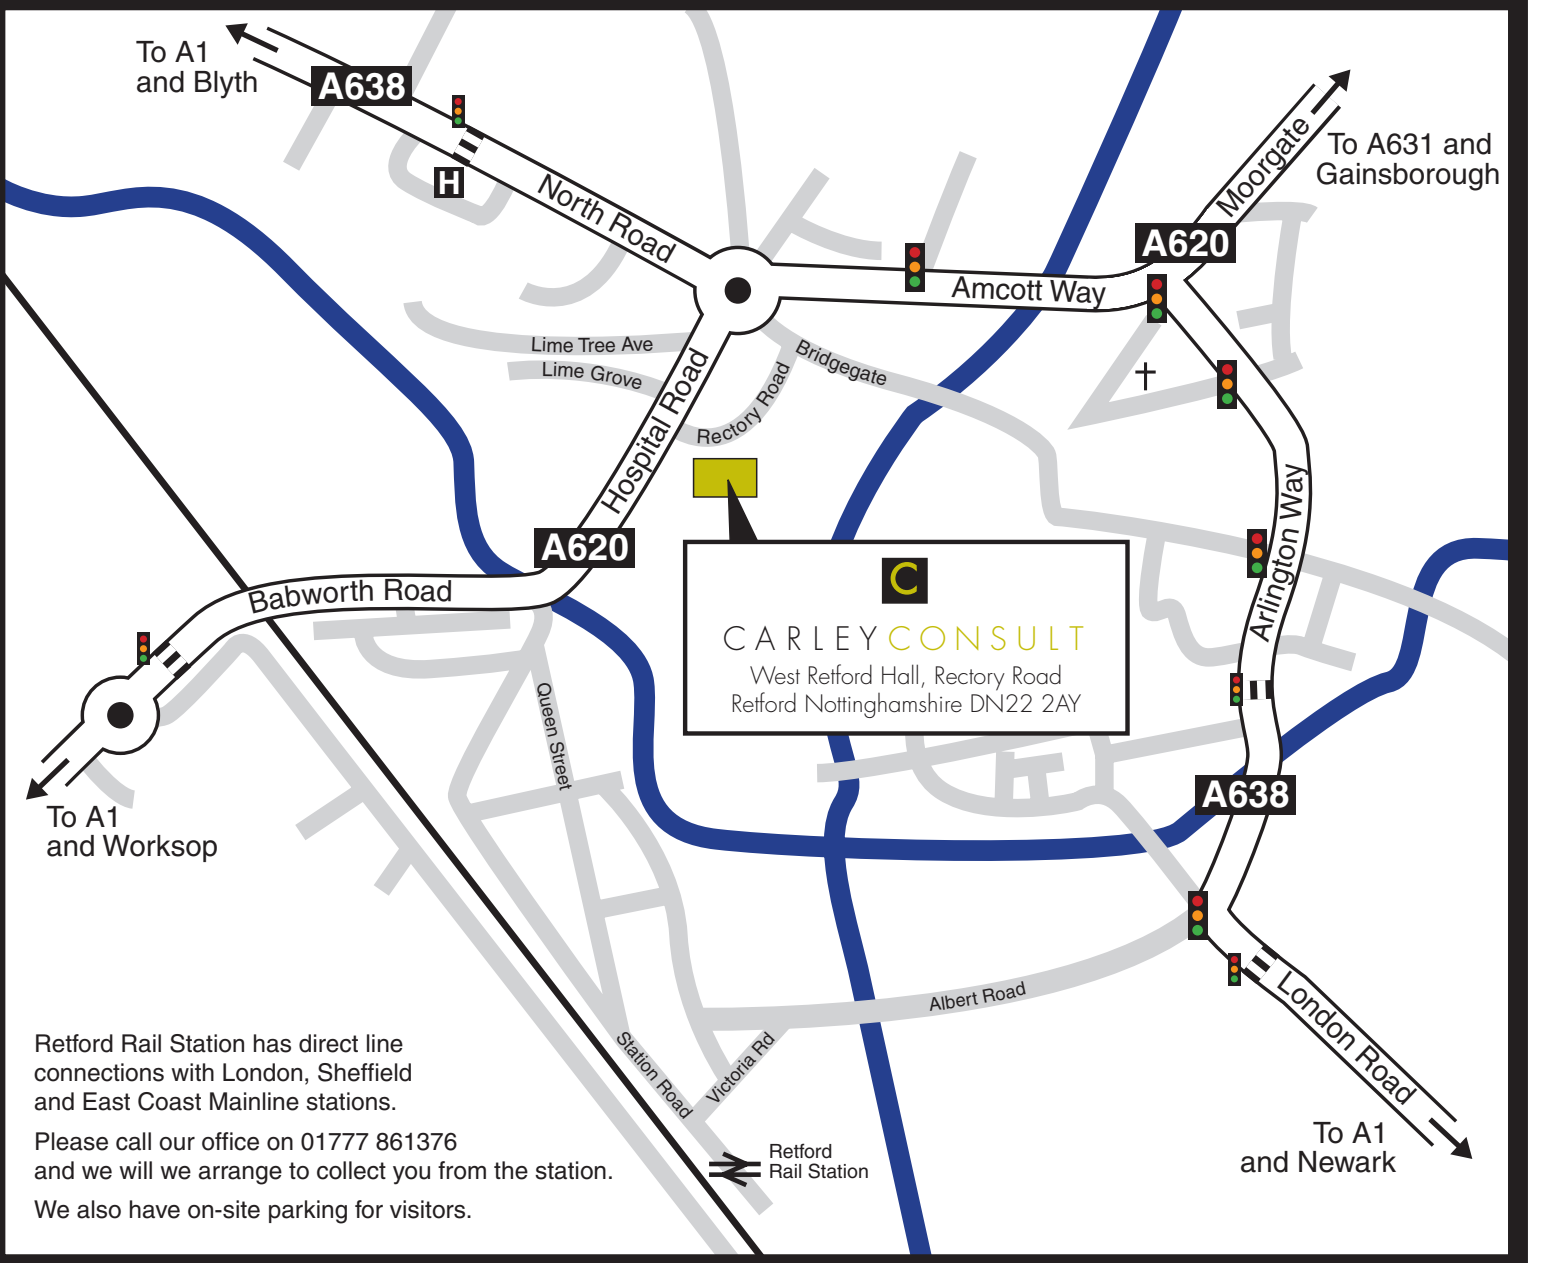 To A1
and Blyth
A638
H
North Road
To A631 and
Gainsborough
Moorgate
A620
Amcott Way
Lime Tree Ave
Lime Grove
Hospital Road
Rectory Road
Bridgegate
A620
Babworth Road
Arlington Way
C
CARLEYCONSULT
West Retford Hall, Rectory Road
Retford Nottinghamshire DN22 2AY
Queen Street
A638
To A1
and Worksop
Albert Road
Station Road
Victoria Rd
London Road
To A1
and Newark
Retford
Rail Station
Retford Rail Station has direct line
connections with London, Sheffield
and East Coast Mainline stations.
Please call our office on 01777 861376
and we will we arrange to collect you from the station.
We also have on-site parking for visitors.